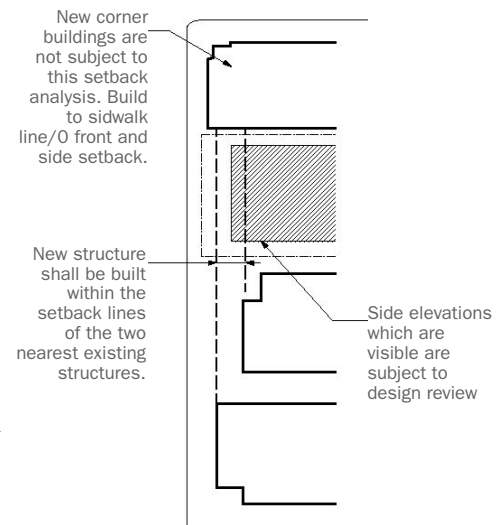 New corner
buildings are
not subject to
this setback
analysis. Build
to sidwalk
line/0 front and
side setback.
New structure
shall be built
within the
setback lines
of the two
nearest existing
structures.
Side elevations
which are
visible are
subject to
design review